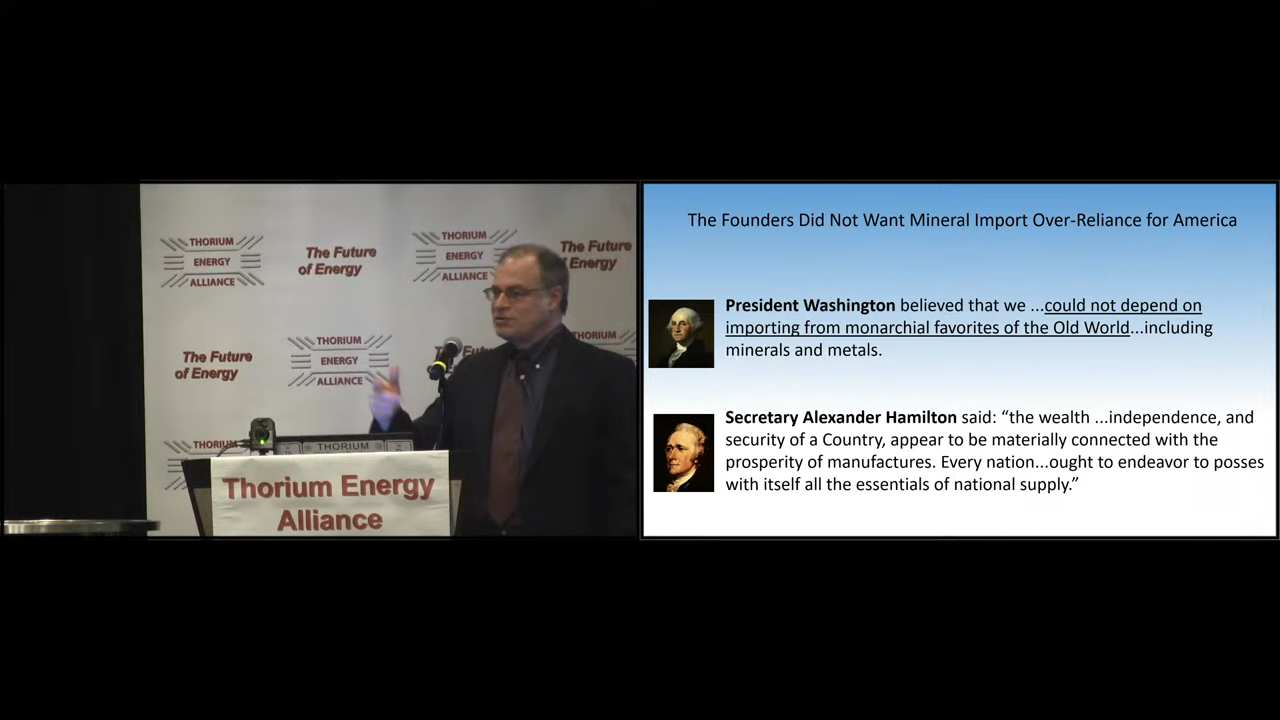 THORIUM
ENERGY
ALLIANCE
The Future
of Energy
THORIUM
ENERGY
ALLIANCE
The Future
of Energy
The Future
of Energy
THORIUM
ENERGY
ALLIANCE
THORIUM
THORIUM
THORIUM
Thorium Energy
Alliance
The Founders Did Not Want Mineral Import Over-Reliance for America
President Washington believed that we ...could not depend on
importing from monarchial favorites of the Old World...including
minerals and metals.
Secretary Alexander Hamilton said: “the wealth ...independence, and
security of a Country, appear to be materially connected with the
prosperity of manufactures. Every nation...ought to endeavor to posses
with itself all the essentials of national supply.”